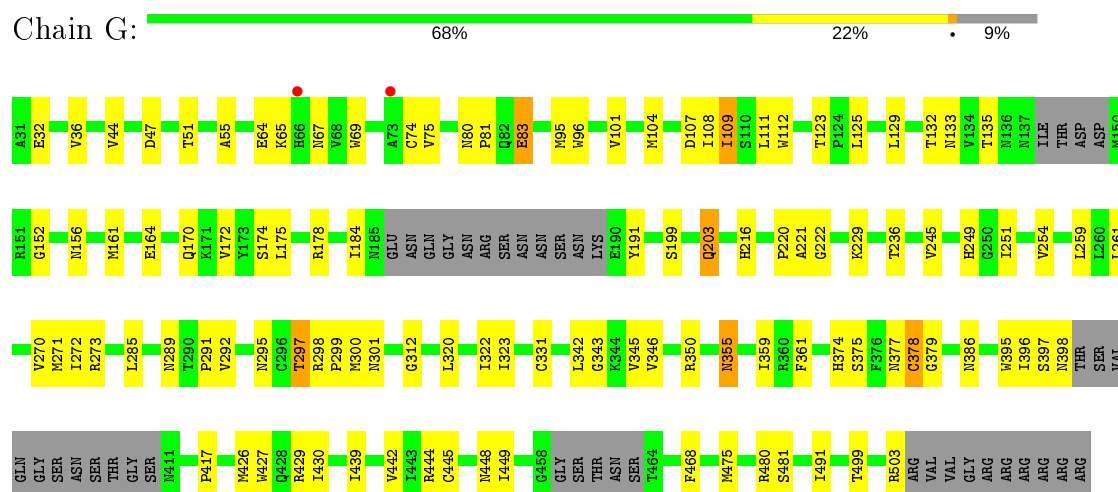 Chain G:
68% 22% • 9%
A31 E32 V36 V44 D47 T51 A55 E64 K65 H66 N67 V68 W69 A73 C74 V75 N80 P81 Q82 E83 M95 W96 V101 M104 D107 I108 I109 S110 L111 W112 T123 P124 L125 L129 T132 N133 V134 T135 N136 N137 ILE THR ASP ASP M150
R151 G152 N156 M161 E164 Q170 K171 V172 Y173 S174 L175 R178 I184 N185 GLU ASN GLN GLY ASN ARG SER ASN ASN SER ASN LYS E190 Y191 S199 Q203 H216 P220 A221 G222 K229 T236 V245 H249 G250 I251 V254 L259 L260 L261
V270 M271 I272 R273 L285 N289 T290 P291 V292 N295 C296 T297 R298 P299 M300 N301 G312 L320 I322 I323 C331 L342 G343 K344 V345 V346 R350 N355 I359 R360 F361 H374 S375 F376 N377 C378 G379 N386 W395 I396 S397 N398 THR SER VAL
GLN GLY SER ASN SER THR GLY SER N411 P417 M426 W427 Q428 R429 I430 I439 V442 I443 R444 C445 N448 I449 G458 GLY SER THR ASN SER T464 F468 M475 R480 S481 I491 T499 R503 ARG VAL VAL GLY ARG ARG ARG ARG ARG ARG